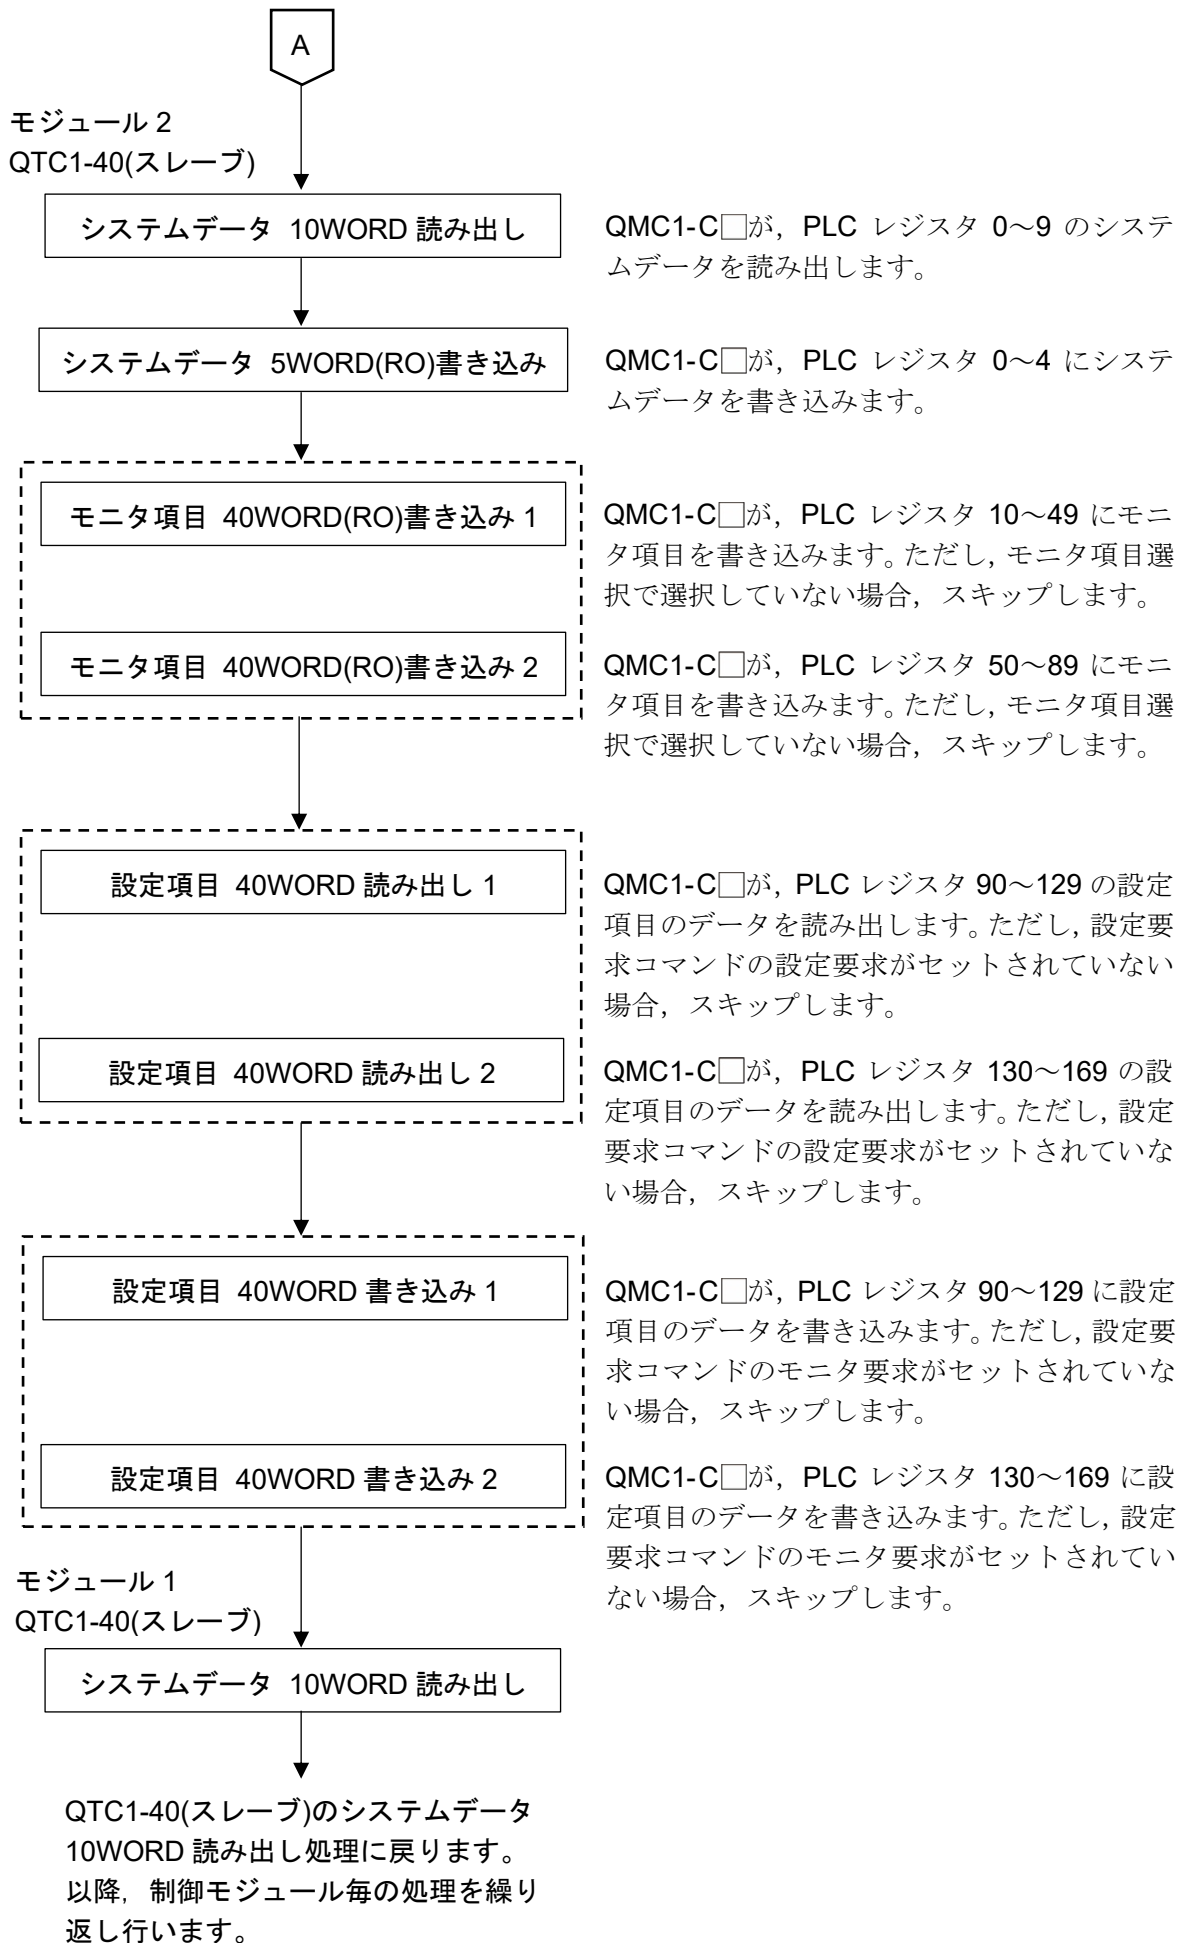 A
モジュール 2
QTC1-40(スレーブ)
システムデータ 10WORD 読み出し
QMC1-C□が，PLC レジスタ 0～9 のシステ
ムデータを読み出します。
システムデータ 5WORD(RO)書き込み
QMC1-C□が，PLC レジスタ 0～4 にシステ
ムデータを書き込みます。
モニタ項目 40WORD(RO)書き込み 1
QMC1-C□が，PLC レジスタ 10～49 にモニ
タ項目を書き込みます。ただし，モニタ項目選
択で選択していない場合，スキップします。
モニタ項目 40WORD(RO)書き込み 2
QMC1-C□が，PLC レジスタ 50～89 にモニ
タ項目を書き込みます。ただし，モニタ項目選
択で選択していない場合，スキップします。
設定項目 40WORD 読み出し 1
QMC1-C□が，PLC レジスタ 90～129 の設定
項目のデータを読み出します。ただし，設定要
求コマンドの設定要求がセットされていない
場合，スキップします。
設定項目 40WORD 読み出し 2
QMC1-C□が，PLC レジスタ 130～169 の設
定項目のデータを読み出します。ただし，設定
要求コマンドの設定要求がセットされていな
い場合，スキップします。
設定項目 40WORD 書き込み 1
QMC1-C□が，PLC レジスタ 90～129 に設定
項目のデータを書き込みます。ただし，設定要
求コマンドのモニタ要求がセットされていな
い場合，スキップします。
設定項目 40WORD 書き込み 2
QMC1-C□が，PLC レジスタ 130～169 に設
定項目のデータを書き込みます。ただし，設定
要求コマンドのモニタ要求がセットされてい
ない場合，スキップします。
モジュール 1
QTC1-40(スレーブ)
システムデータ 10WORD 読み出し
QTC1-40(スレーブ)のシステムデータ
10WORD 読み出し処理に戻ります。
以降，制御モジュール毎の処理を繰り
返し行います。